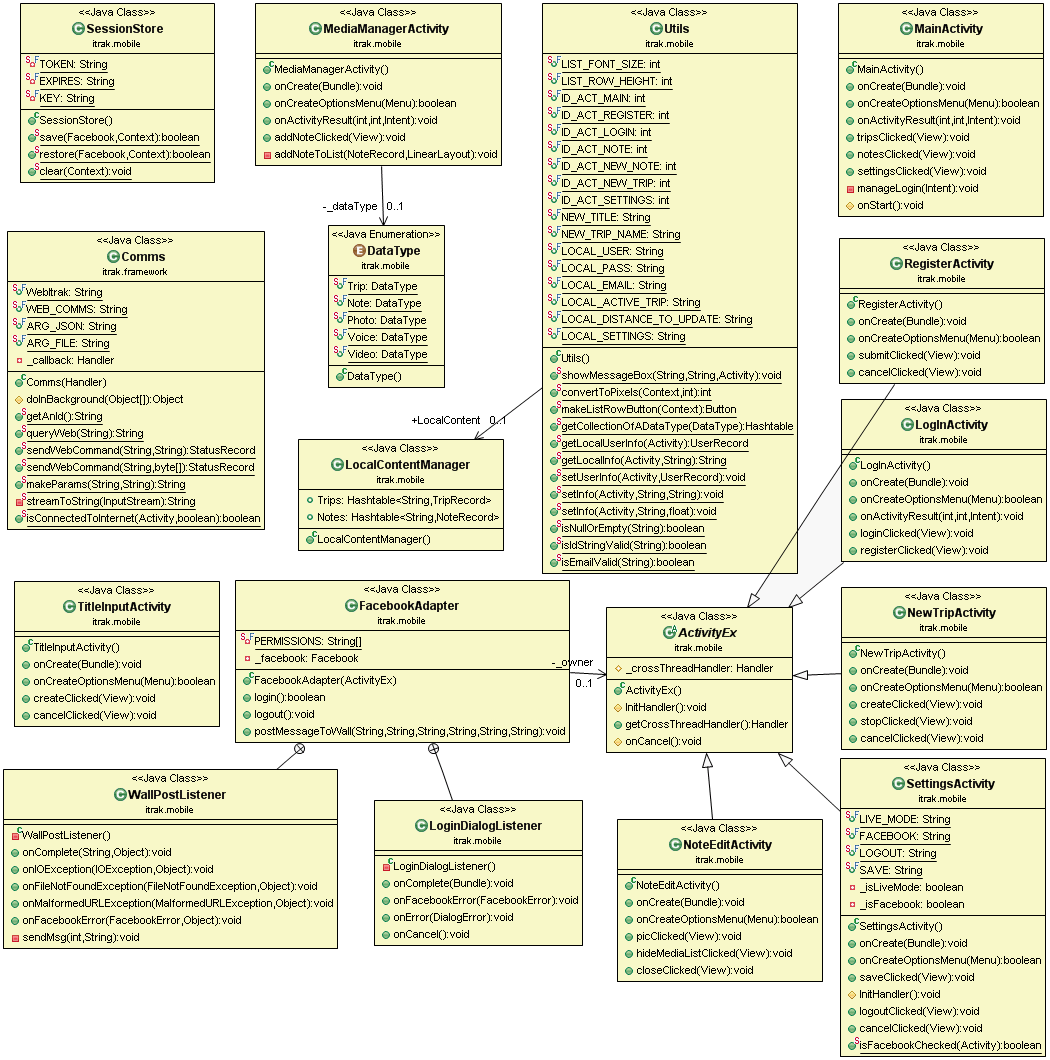 <<Java Class>>
SessionStore
itrak.mobile
TOKEN: String
EXPIRES: String
KEY: String
SessionStore()
save(Facebook,Context):boolean
restore(Facebook,Context):boolean
clear(Context):void
<<Java Class>>
MediaManagerActivity
itrak.mobile
MediaManagerActivity()
onCreate(Bundle):void
onCreateOptionsMenu(Menu):boolean
onActivityResult(int,int,Intent):void
addNoteClicked(View):void
addNoteToList(NoteRecord,LinearLayout):void
<<Java Class>>
Utils
itrak.mobile
LIST_FONT_SIZE: int
LIST_ROW_HEIGHT: int
ID_ACT_MAIN: int
ID_ACT_REGISTER: int
ID_ACT_LOGIN: int
ID_ACT_NOTE: int
ID_ACT_NEW_NOTE: int
ID_ACT_NEW_TRIP: int
ID_ACT_SETTINGS: int
NEW_TITLE: String
NEW_TRIP_NAME: String
LOCAL_USER: String
LOCAL_PASS: String
LOCAL_EMAIL: String
LOCAL_ACTIVE_TRIP: String
LOCAL_DISTANCE_TO_UPDATE: String
LOCAL_SETTINGS: String
Utils()
showMessageBox(String,String,Activity):void
convertToPixels(Context,int):int
makeListRowButton(Context):Button
getCollectionOfADataType(DataType):Hashtable
getLocalUserInfo(Activity):UserRecord
getLocalInfo(Activity,String):String
setUserInfo(Activity,UserRecord):void
setInfo(Activity,String,String):void
setInfo(Activity,String,float):void
isNullOrEmpty(String):boolean
isIdStringValid(String):boolean
isEmailValid(String):boolean
<<Java Class>>
MainActivity
itrak.mobile
MainActivity()
onCreate(Bundle):void
onCreateOptionsMenu(Menu):boolean
onActivityResult(int,int,Intent):void
tripsClicked(View):void
notesClicked(View):void
settingsClicked(View):void
manageLogin(Intent):void
onStart():void
-_dataType 0..1
<<Java Enumeration>>
DataType
itrak.mobile
Trip: DataType
Note: DataType
Photo: DataType
Voice: DataType
Video: DataType
DataType()
<<Java Class>>
Comms
itrak.framework
WebItrak: String
WEB_COMMS: String
ARG_JSON: String
ARG_FILE: String
_callback: Handler
Comms(Handler)
doInBackground(Object[]):Object
getAnId():String
queryWeb(String):String
sendWebCommand(String,String):StatusRecord
sendWebCommand(String,byte[]):StatusRecord
makeParams(String,String):String
streamToString(InputStream):String
isConnectedToInternet(Activity,boolean):boolean
<<Java Class>>
RegisterActivity
itrak.mobile
RegisterActivity()
onCreate(Bundle):void
onCreateOptionsMenu(Menu):boolean
submitClicked(View):void
cancelClicked(View):void
+LocalContent 0..1
<<Java Class>>
LocalContentManager
itrak.mobile
Trips: Hashtable<String,TripRecord>
Notes: Hashtable<String,NoteRecord>
LocalContentManager()
<<Java Class>>
LogInActivity
itrak.mobile
LogInActivity()
onCreate(Bundle):void
onCreateOptionsMenu(Menu):boolean
onActivityResult(int,int,Intent):void
loginClicked(View):void
registerClicked(View):void
<<Java Class>>
TitleInputActivity
itrak.mobile
TitleInputActivity()
onCreate(Bundle):void
onCreateOptionsMenu(Menu):boolean
createClicked(View):void
cancelClicked(View):void
<<Java Class>>
FacebookAdapter
itrak.mobile
PERMISSIONS: String[]
_facebook: Facebook
FacebookAdapter(ActivityEx)
login():boolean
logout():void
postMessageToWall(String,String,String,String,String):void
-_owner
0..1
<<Java Class>>
ActivityEx
itrak.mobile
_crossThreadHandler: Handler
ActivityEx()
InitHandler():void
getCrossThreadHandler():Handler
onCancel():void
<<Java Class>>
NewTripActivity
itrak.mobile
NewTripActivity()
onCreate(Bundle):void
onCreateOptionsMenu(Menu):boolean
createClicked(View):void
stopClicked(View):void
cancelClicked(View):void
<<Java Class>>
WallPostListener
itrak.mobile
WallPostListener()
onComplete(String,Object):void
onIOException(IOException,Object):void
onFileNotFoundException(FileNotFoundException,Object):void
onMalformedURLException(MalformedURLException,Object):void
onFacebookError(FacebookError,Object):void
sendMsg(int,String):void
<<Java Class>>
LoginDialogListener
itrak.mobile
LoginDialogListener()
onComplete(Bundle):void
onFacebookError(FacebookError):void
onError(DialogError):void
onCancel():void
<<Java Class>>
NoteEditActivity
itrak.mobile
NoteEditActivity()
onCreate(Bundle):void
onCreateOptionsMenu(Menu):boolean
picClicked(View):void
hideMediaListClicked(View):void
closeClicked(View):void
<<Java Class>>
SettingsActivity
itrak.mobile
LIVE_MODE: String
FACEBOOK: String
LOGOUT: String
SAVE: String
_isLiveMode: boolean
_isFacebook: boolean
SettingsActivity()
onCreate(Bundle):void
onCreateOptionsMenu(Menu):boolean
saveClicked(View):void
InitHandler():void
logoutClicked(View):void
cancelClicked(View):void
isFacebookChecked(Activity):boolean